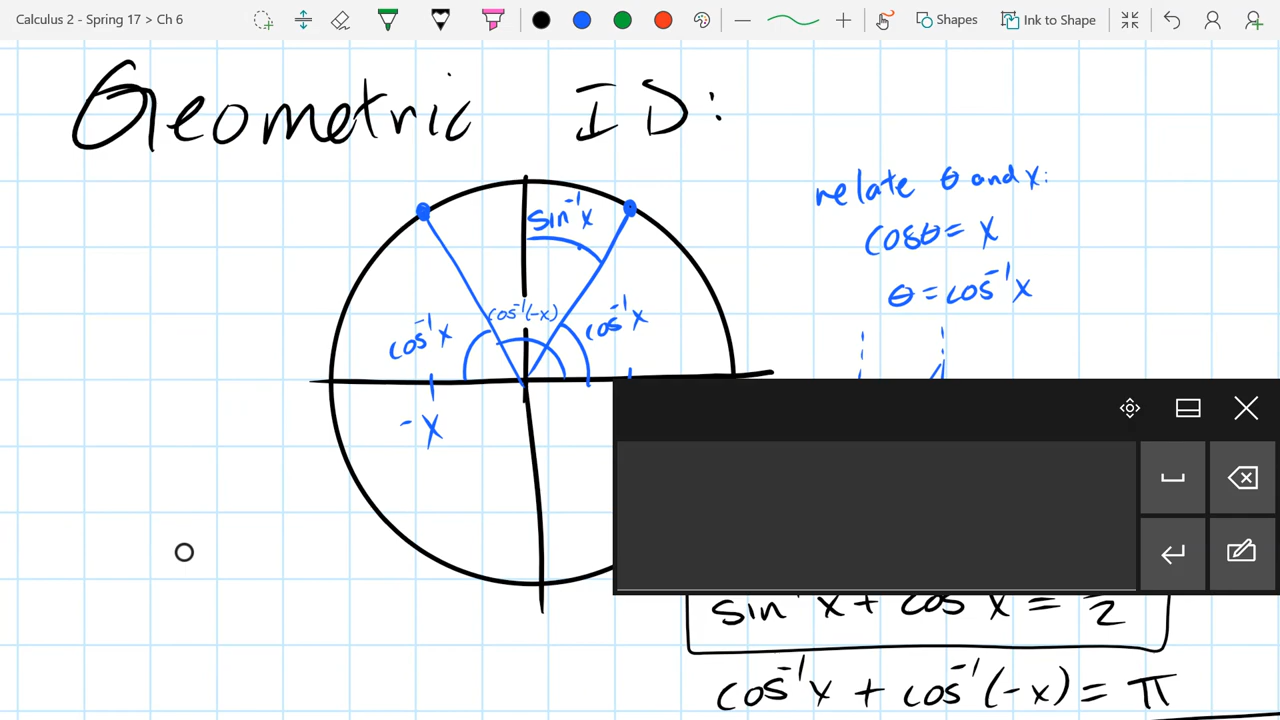 Calculus 2 - Spring 17 > Ch 6
Shapes
Ink to Shape
Geometric ID:
relate θ and x:
cosθ = x
θ = cos⁻¹x
sin⁻¹x
cos⁻¹(-x)
cos⁻¹x
cos⁻¹x
-x
cos⁻¹x + cos⁻¹(-x) = π